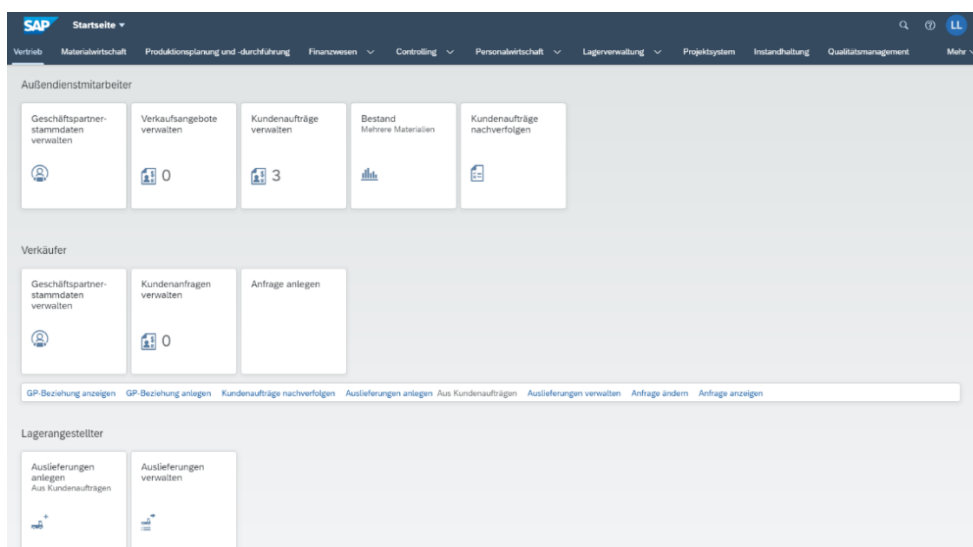 SAP Startseite LL
Vertrieb Materialwirtschaft Produktionsplanung und -durchführung Finanzwesen Controlling Personalwirtschaft Lagerverwaltung Projektsystem Instandhaltung Qualitätsmanagement Mehr
Außendienstmitarbeiter
Geschäftspartner-
stammdaten
verwalten
Verkaufsangebote
verwalten
0
Kundenaufträge
verwalten
3
Bestand
Mehrere Materialien
Kundenaufträge
nachverfolgen
Verkäufer
Geschäftspartner-
stammdaten
verwalten
Kundenanfragen
verwalten
0
Anfrage anlegen
GP-Beziehung anzeigen GP-Beziehung anlegen Kundenaufträge nachverfolgen Auslieferungen anlegen Aus Kundenaufträgen Auslieferungen verwalten Anfrage ändern Anfrage anzeigen
Lagerangestellter
Auslieferungen
anlegen
Aus Kundenaufträgen
Auslieferungen
verwalten